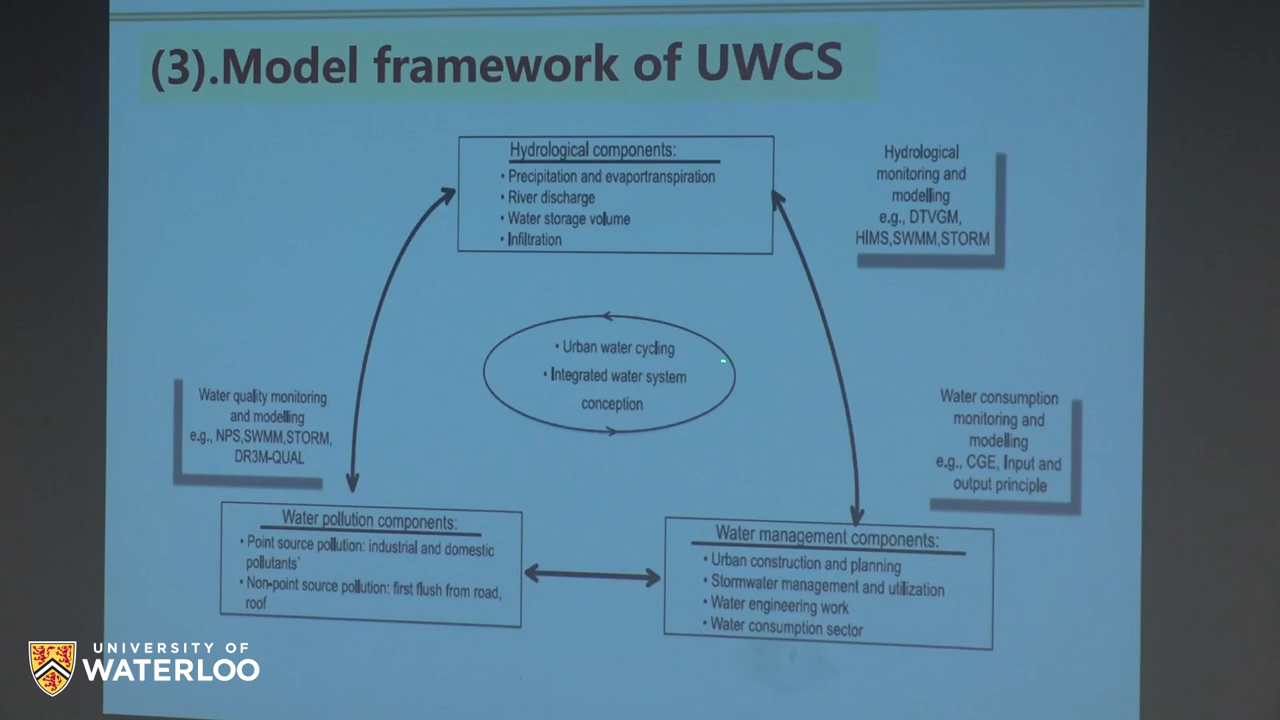 (3).Model framework of UWCS
Hydrological components:
• Precipitation and evaportranspiration
• River discharge
• Water storage volume
• Infiltration
Hydrological
monitoring and
modelling
e.g., DTVGM,
HIMS,SWMM,STORM
• Urban water cycling
• Integrated water system
conception
Water quality monitoring
and modelling
e.g., NPS,SWMM,STORM,
DR3M-QUAL
Water consumption
monitoring and
modelling
e.g., CGE, Input and
output principle
Water pollution components:
• Point source pollution: industrial and domestic
pollutants`
• Non-point source pollution: first flush from road,
roof
Water management components:
• Urban construction and planning
• Stormwater management and utilization
• Water engineering work
• Water consumption sector
UNIVERSITY OF
WATERLOO